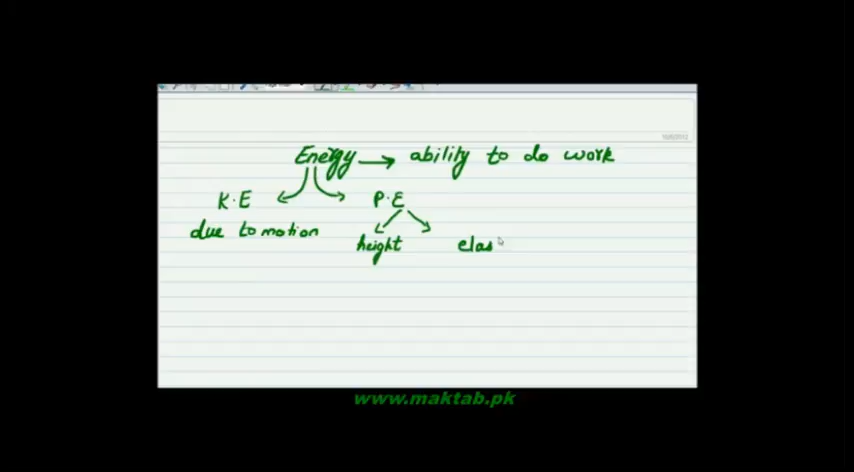 Energy → ability to do work
K.E P.E
due to motion
height elas
www.maktab.pk